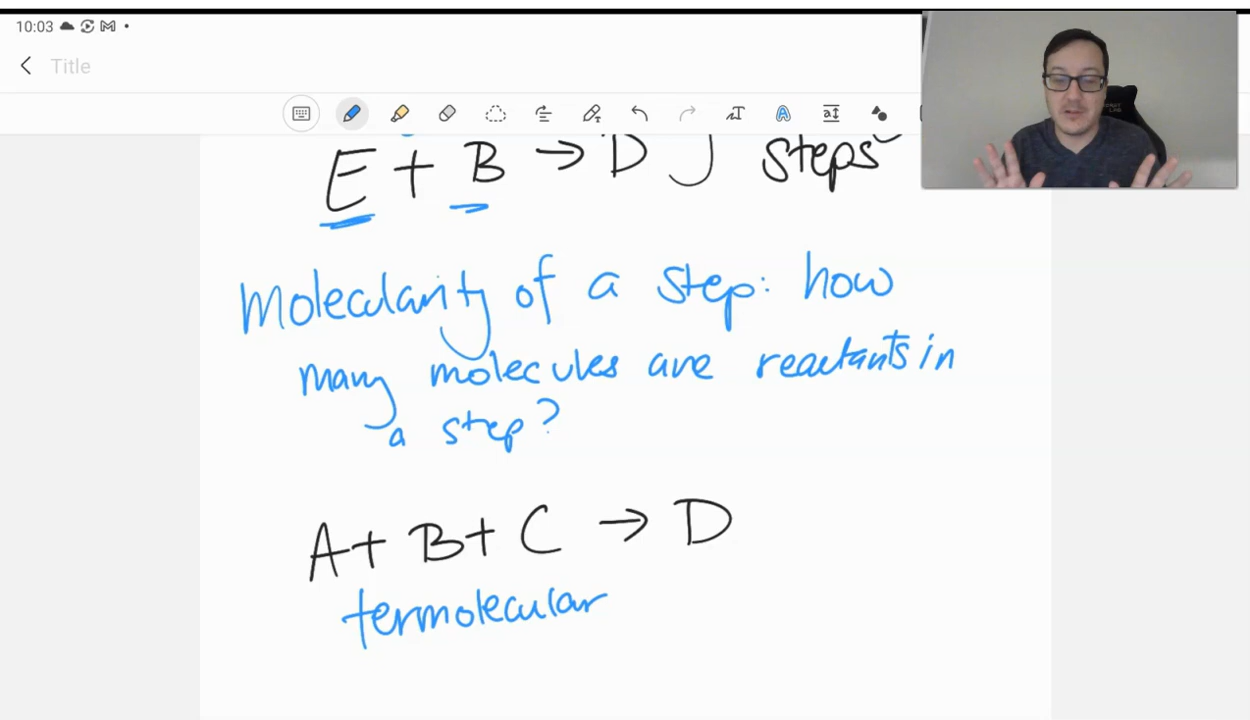 10:03
Title
E + B → D steps
Molecularity of a step: how
many molecules are reactants in
a step?
A + B + C → D
termolecular